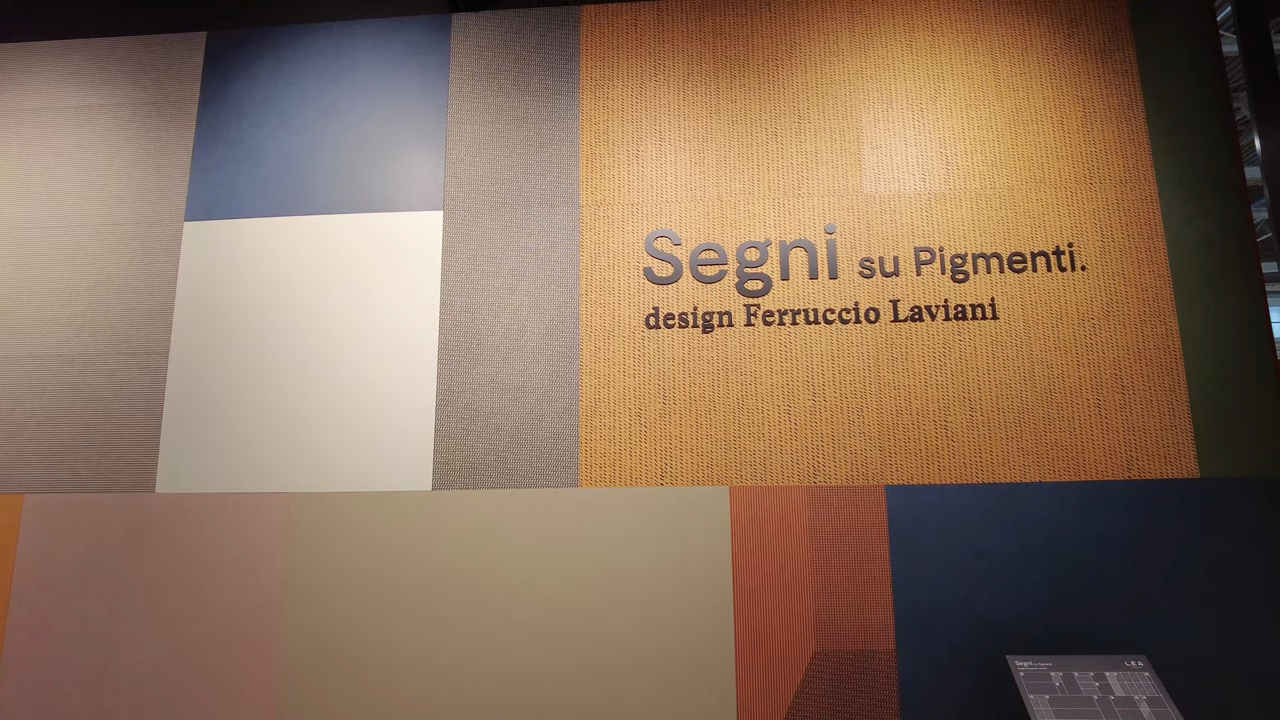 Segni su Pigmenti.
design Ferruccio Laviani
Segni su Pigmenti
LEA